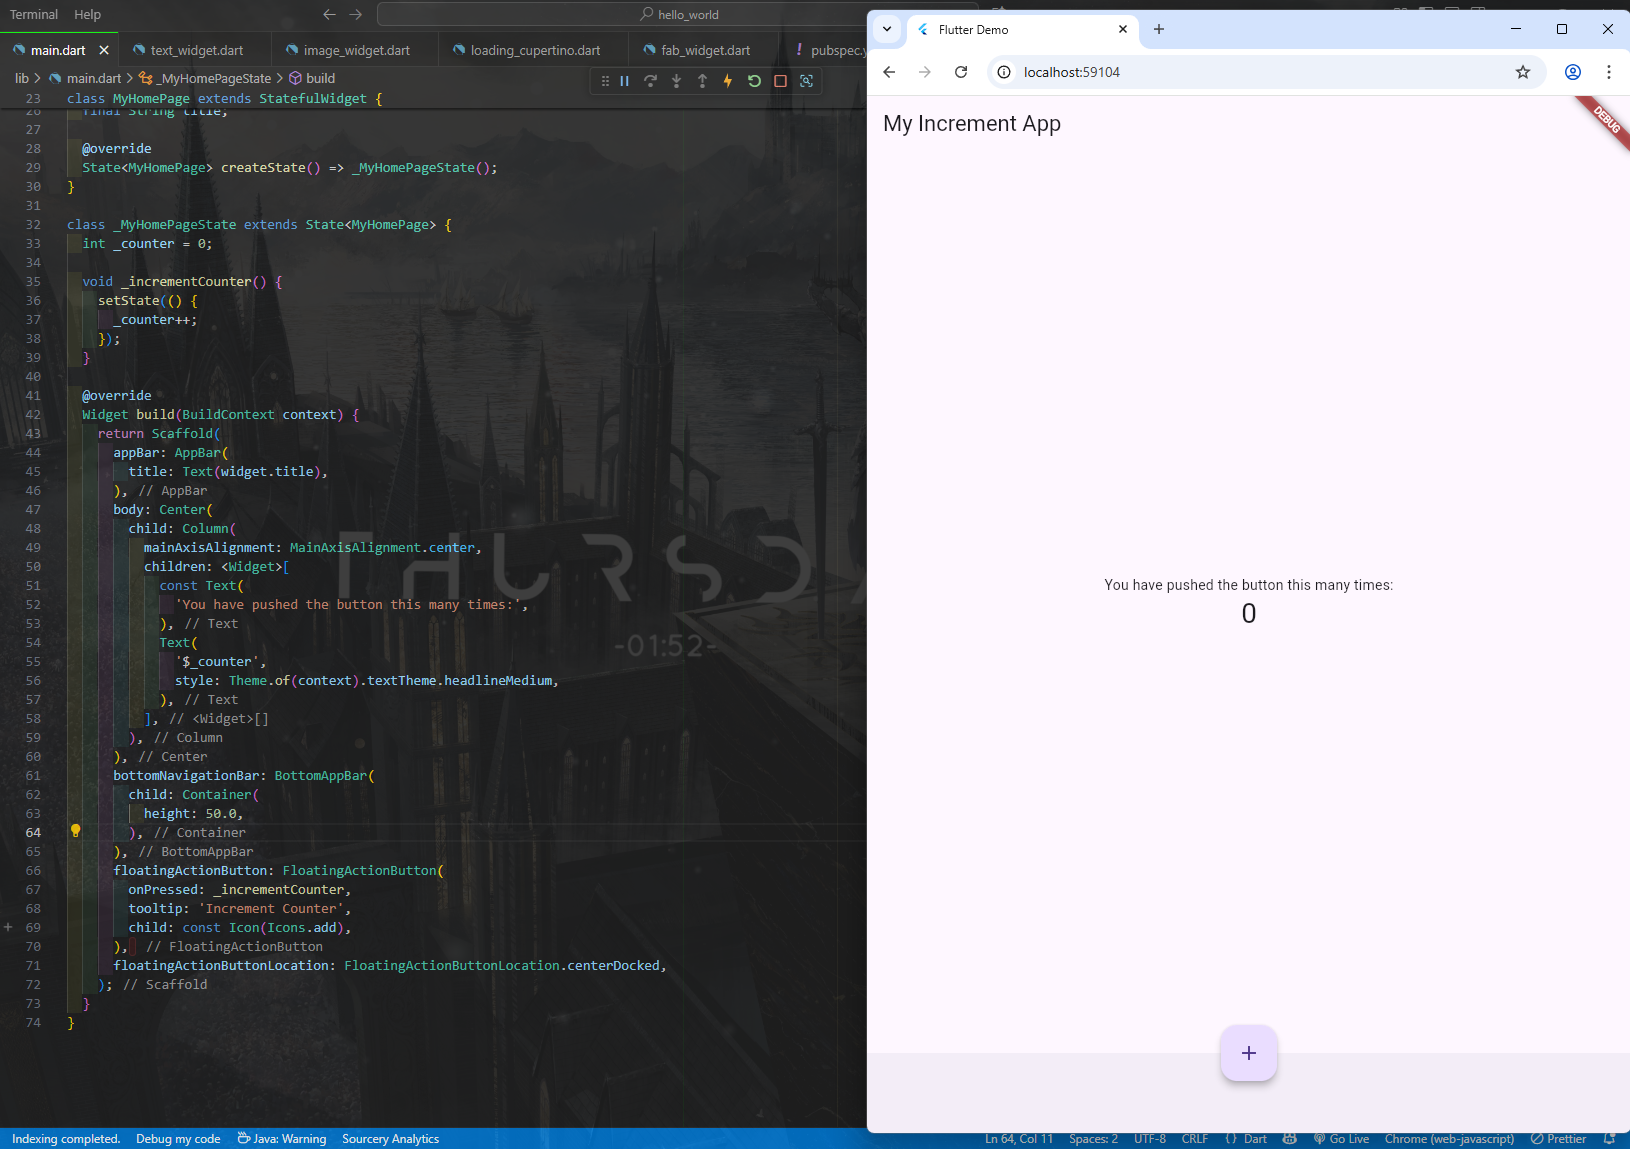 Terminal Help
hello_world
main.dart
text_widget.dart
image_widget.dart
loading_cupertino.dart
fab_widget.dart
! pubspec.y
lib > main.dart > _MyHomePageState > build
23 class MyHomePage extends StatefulWidget {
26 final String title;
27
28 @override
29 State<MyHomePage> createState() => _MyHomePageState();
30 }
31
32 class _MyHomePageState extends State<MyHomePage> {
33 int _counter = 0;
34
35 void _incrementCounter() {
36 setState(() {
37 _counter++;
38 });
39 }
40
41 @override
42 Widget build(BuildContext context) {
43 return Scaffold(
44 appBar: AppBar(
45 title: Text(widget.title),
46 ), // AppBar
47 body: Center(
48 child: Column(
49 mainAxisAlignment: MainAxisAlignment.center,
50 children: <Widget>[
51 const Text(
52 'You have pushed the button this many times:',
53 ), // Text
54 Text(
55 '$_counter',
56 style: Theme.of(context).textTheme.headlineMedium,
57 ), // Text
58 ], // <Widget>[]
59 ), // Column
60 ), // Center
61 bottomNavigationBar: BottomAppBar(
62 child: Container(
63 height: 50.0,
64 ), // Container
65 ), // BottomAppBar
66 floatingActionButton: FloatingActionButton(
67 onPressed: _incrementCounter,
68 tooltip: 'Increment Counter',
69 child: const Icon(Icons.add),
70 ), // FloatingActionButton
71 floatingActionButtonLocation: FloatingActionButtonLocation.centerDocked,
72 ); // Scaffold
73 }
74 }
THURSDA
-01:52-
Indexing completed. Debug my code Java: Warning Sourcery Analytics
Ln 64, Col 11 Spaces: 2 UTF-8 CRLF {} Dart Go Live Chrome (web-javascript) Prettier
Flutter Demo
localhost:59104
My Increment App
DEBUG
You have pushed the button this many times:
0
+